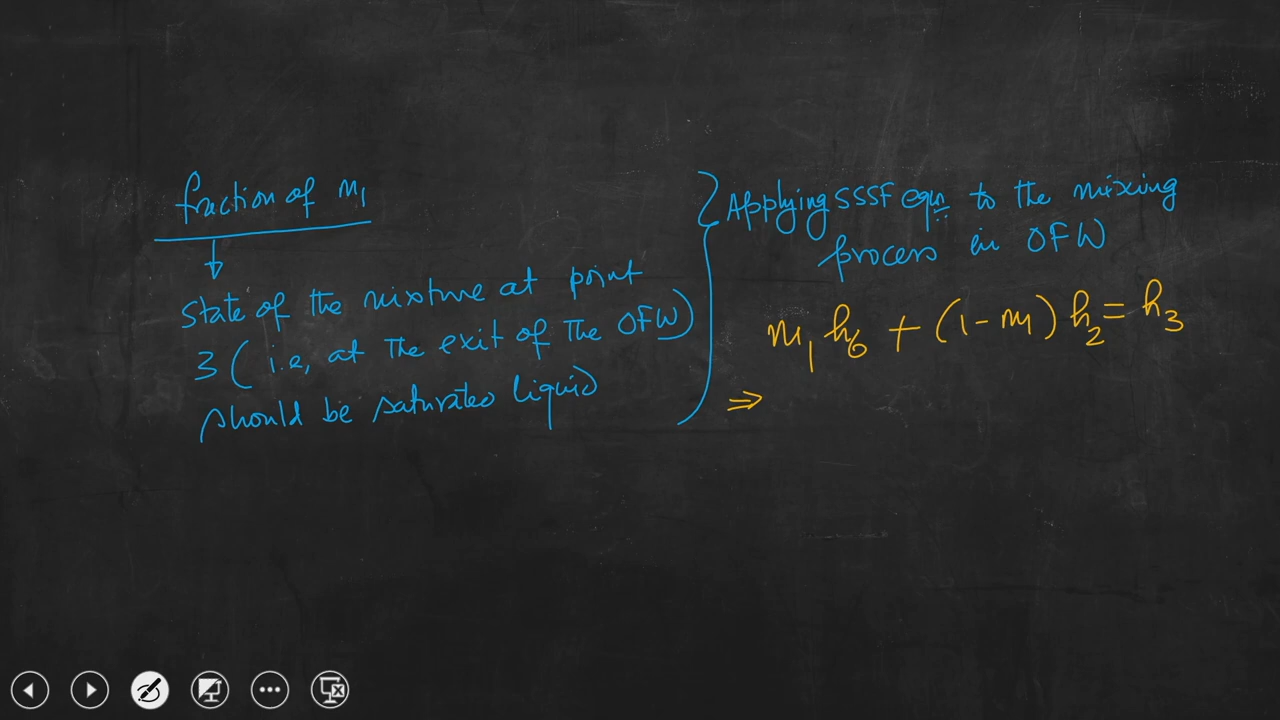 fraction of m₁
↓
State of the mixture at point
3 (i.e, at the exit of the OFW)
should be saturated liquid
Applying SSSF eqn to the mixing
process in OFW
m₁ h₆ + (1 - m₁) h₂ = h₃
⇒